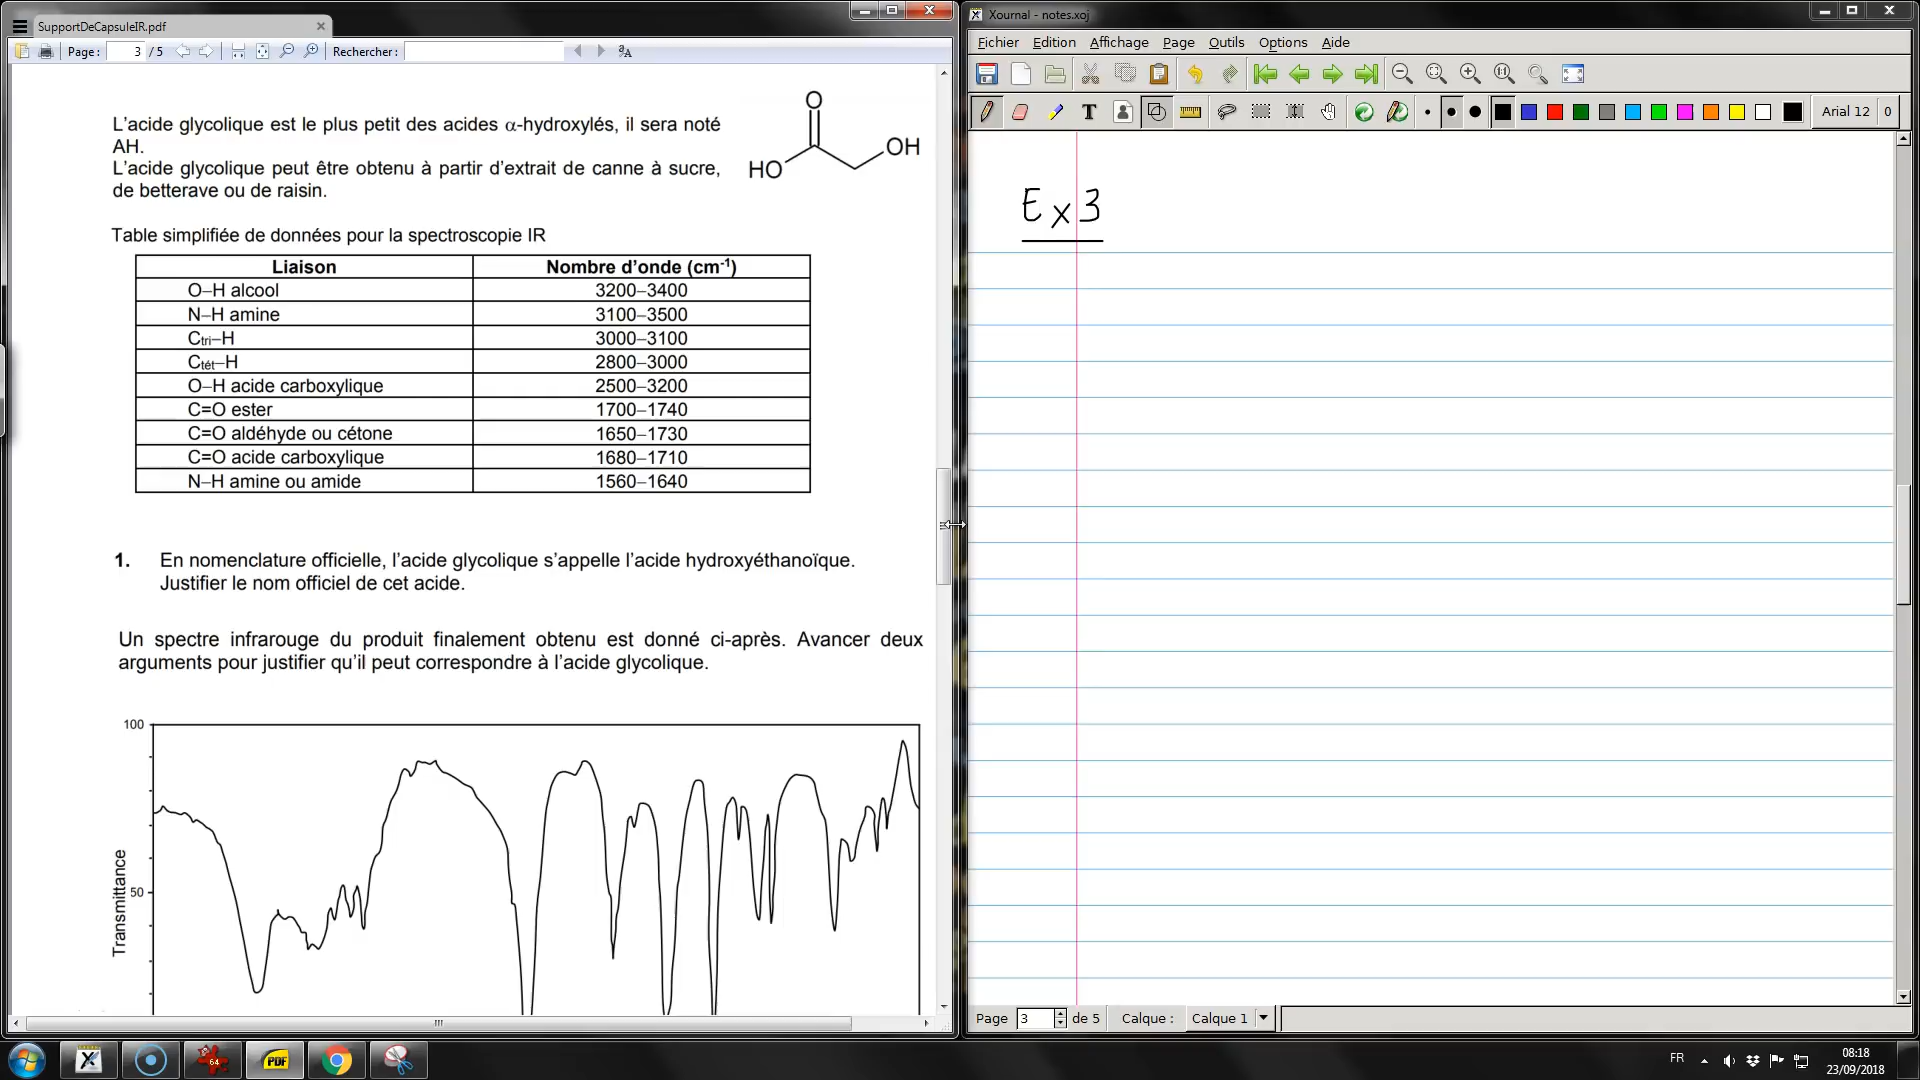 SupportDeCapsuleIR.pdf
Page : 3 / 5 Rechercher :
L'acide glycolique est le plus petit des acides α-hydroxylés, il sera noté
AH.
L'acide glycolique peut être obtenu à partir d'extrait de canne à sucre,
de betterave ou de raisin.
O
HO
OH
Table simplifiée de données pour la spectroscopie IR
Liaison Nombre d'onde (cm-1)
O–H alcool 3200–3400
N–H amine 3100–3500
Ctri–H 3000–3100
Ctét–H 2800–3000
O–H acide carboxylique 2500–3200
C=O ester 1700–1740
C=O aldéhyde ou cétone 1650–1730
C=O acide carboxylique 1680–1710
N–H amine ou amide 1560–1640
1. En nomenclature officielle, l'acide glycolique s'appelle l'acide hydroxyéthanoïque.
Justifier le nom officiel de cet acide.
Un spectre infrarouge du produit finalement obtenu est donné ci-après. Avancer deux
arguments pour justifier qu'il peut correspondre à l'acide glycolique.
100
50
Transmittance
Xournal - notes.xoj
Fichier Edition Affichage Page Outils Options Aide
T Arial 12 0
Ex 3
Page 3 de 5 Calque : Calque 1
64
PDF
FR
08:18
23/09/2018